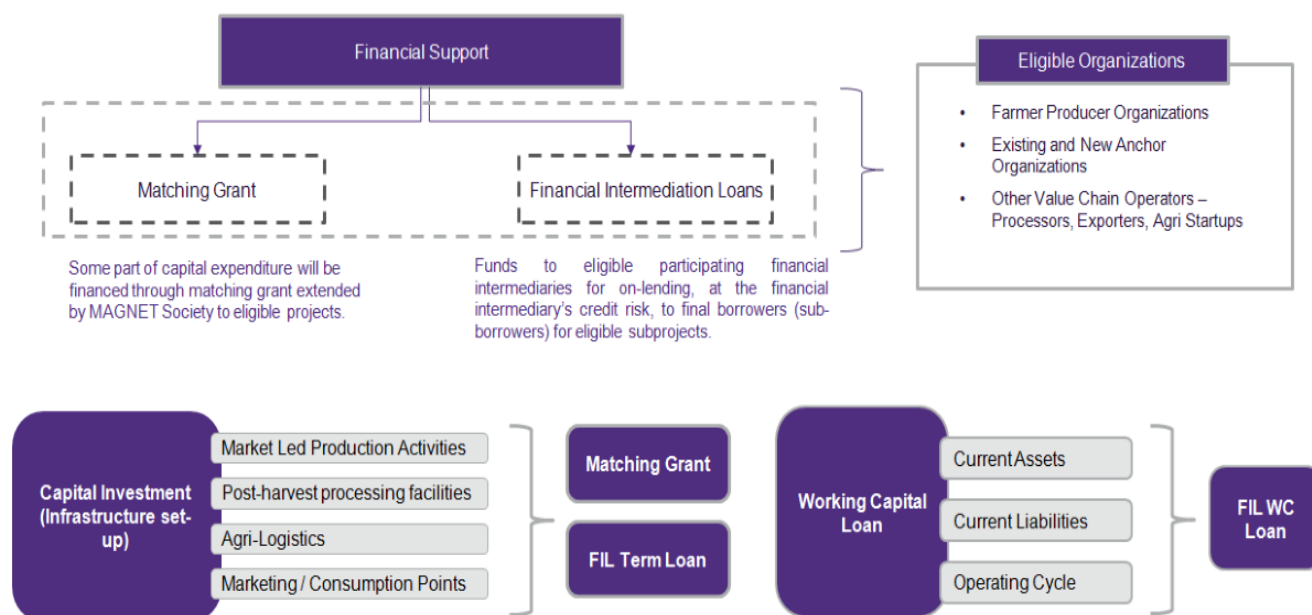 Financial Support
Eligible Organizations
• Farmer Producer Organizations
• Existing and New Anchor
Organizations
• Other Value Chain Operators –
Processors, Exporters, Agri Startups
Matching Grant
Financial Intermediation Loans
Some part of capital expenditure will be
financed through matching grant extended
by MAGNET Society to eligible projects.
Funds to eligible participating financial
intermediaries for on-lending, at the financial
intermediary's credit risk, to final borrowers (sub-
borrowers) for eligible subprojects.
Capital Investment
(Infrastructure set-
up)
Market Led Production Activities
Post-harvest processing facilities
Agri-Logistics
Marketing / Consumption Points
Matching Grant
FIL Term Loan
Working Capital
Loan
Current Assets
Current Liabilities
Operating Cycle
FIL WC
Loan